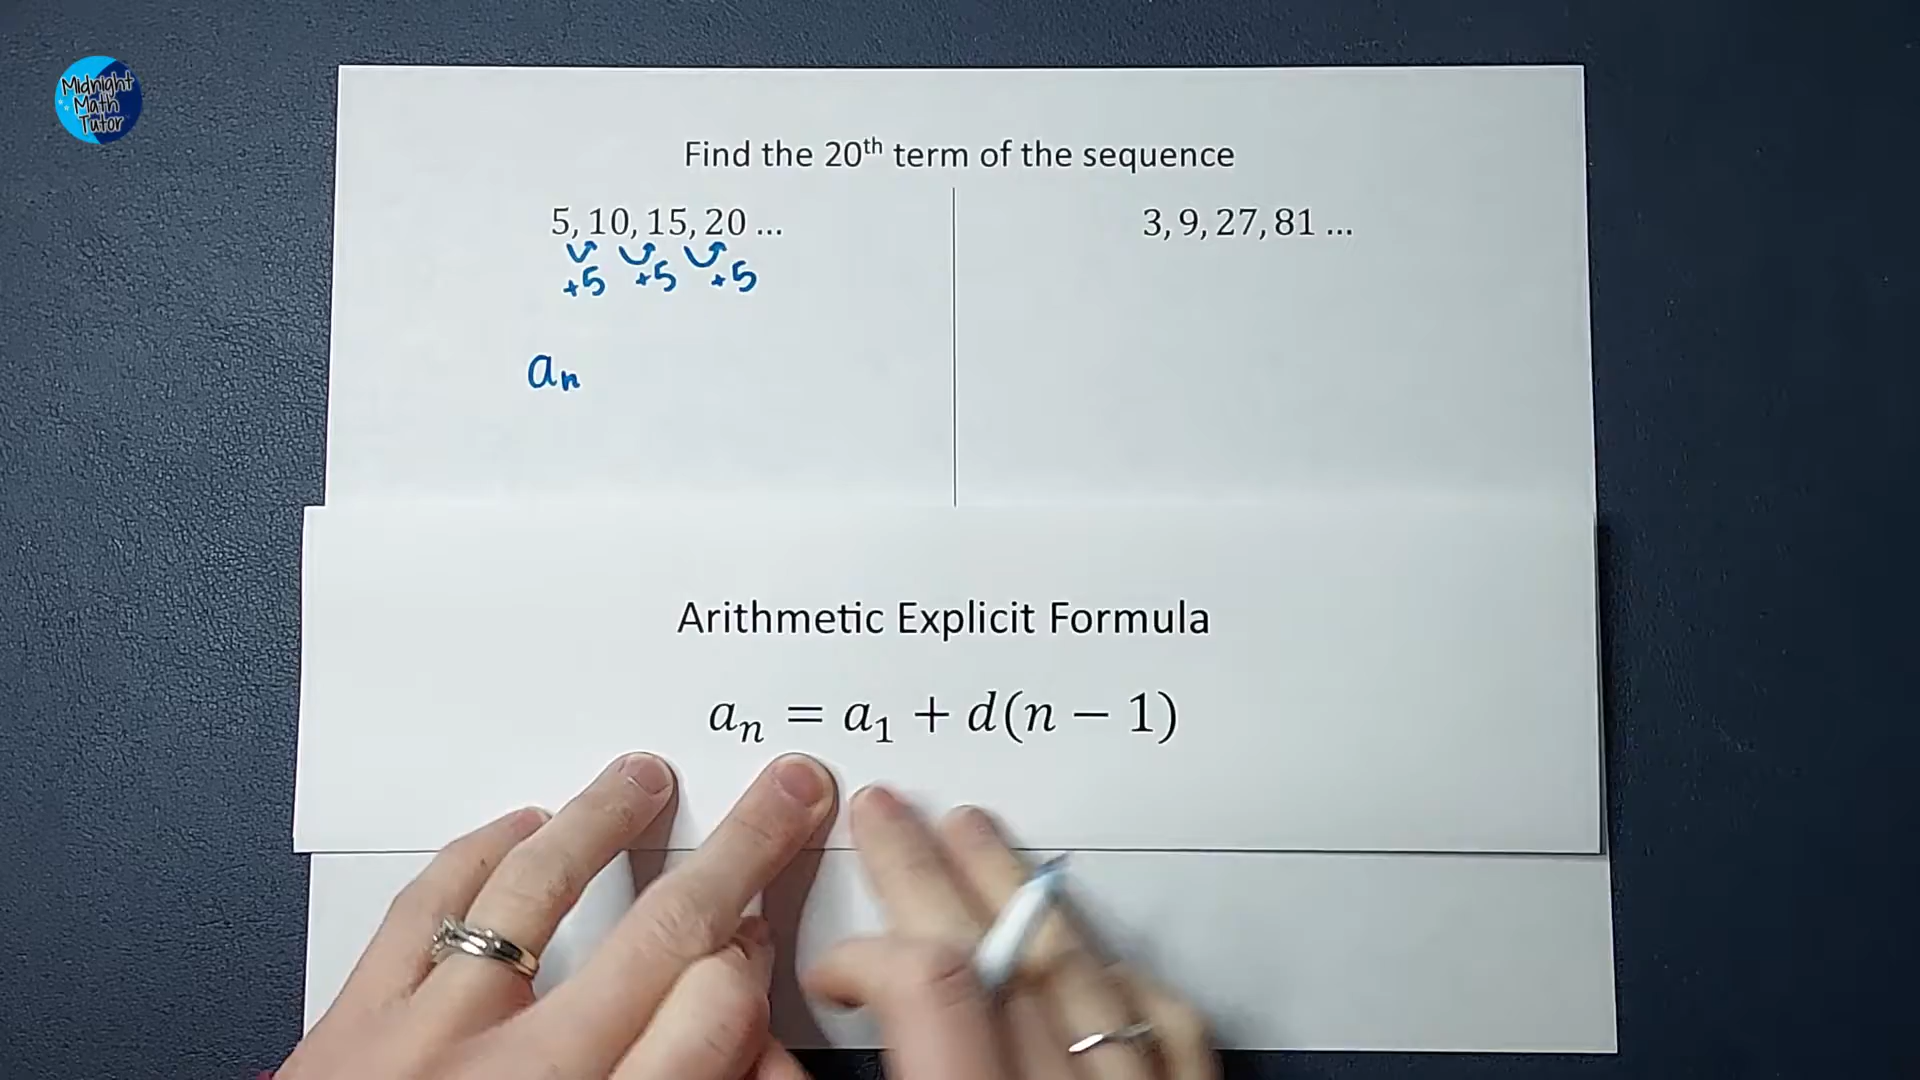 Midnight
Math
Tutor
Find the 20th term of the sequence
5, 10, 15, 20 ...
+5 +5 +5
aₙ
3, 9, 27, 81 ...
Arithmetic Explicit Formula
aₙ = a₁ + d(n − 1)